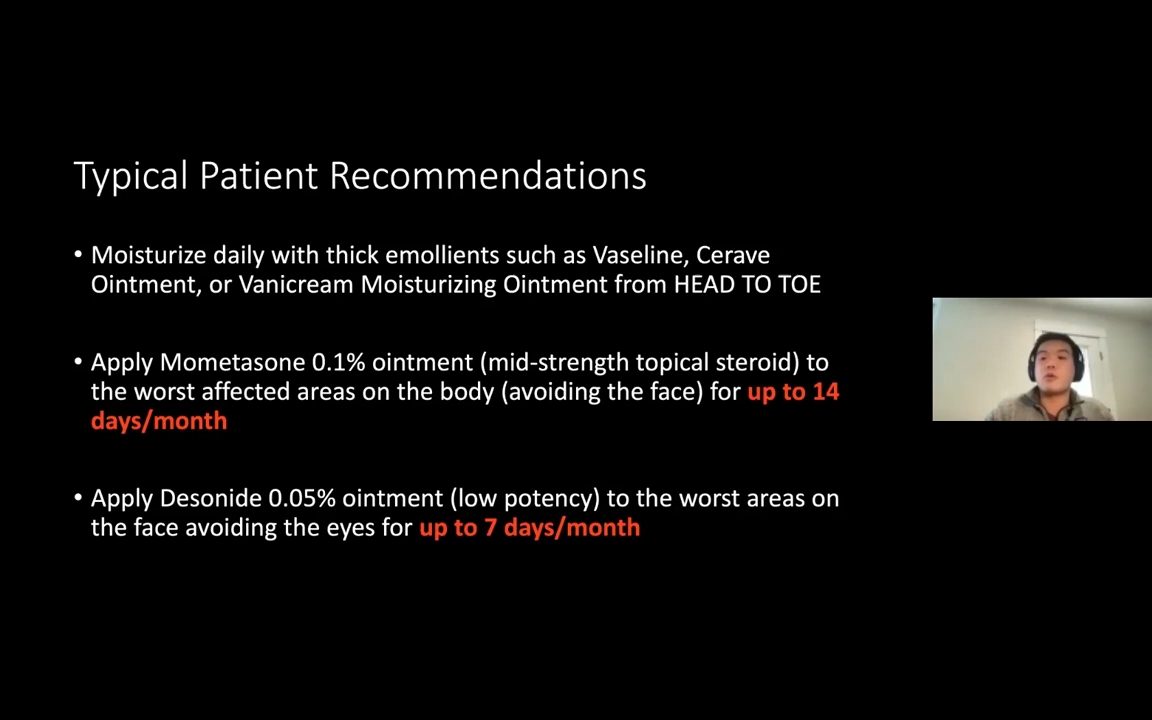 Typical Patient Recommendations
• Moisturize daily with thick emollients such as Vaseline, Cerave
Ointment, or Vanicream Moisturizing Ointment from HEAD TO TOE
• Apply Mometasone 0.1% ointment (mid-strength topical steroid) to
the worst affected areas on the body (avoiding the face) for up to 14
days/month
• Apply Desonide 0.05% ointment (low potency) to the worst areas on
the face avoiding the eyes for up to 7 days/month